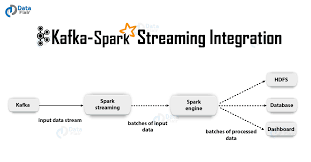 Data
Flair
Kafka-Spark Streaming Integration
HDFS
Kafka
Spark
streaming
Spark
engine
Database
input data stream
batches of input
data
batches of processed
data
Dashboard